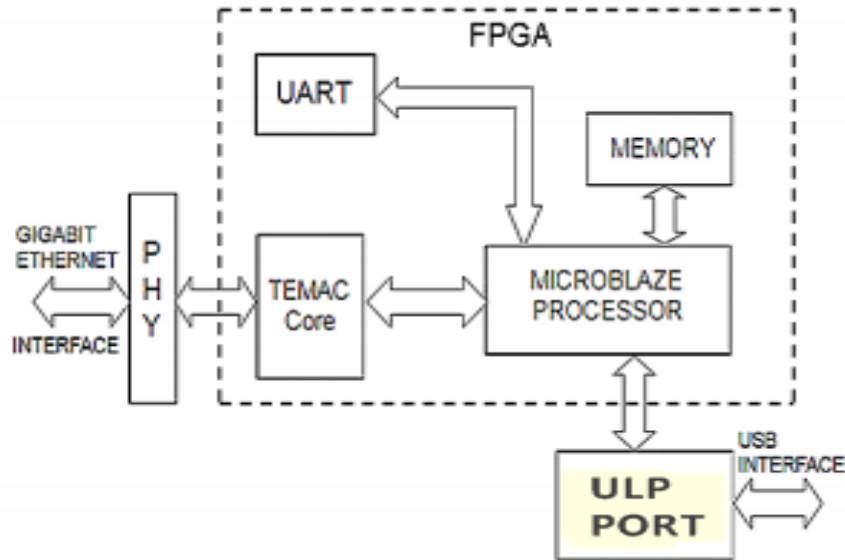 FPGA
UART
MEMORY
GIGABIT
ETHERNET
INTERFACE
P
H
Y
TEMAC
Core
MICROBLAZE
PROCESSOR
USB
INTERFACE
ULP
PORT